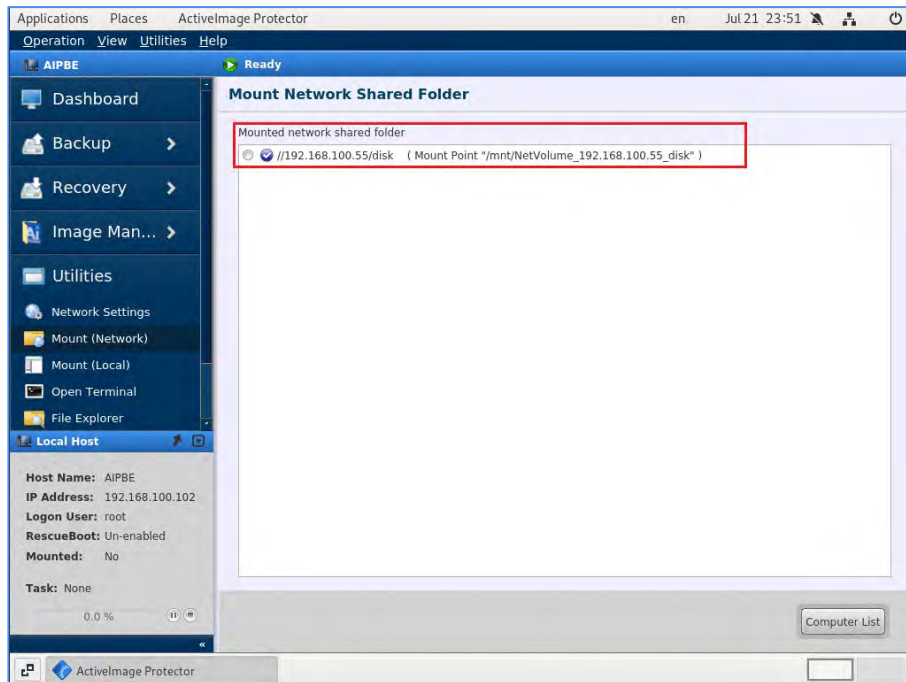 Applications Places ActiveImage Protector en Jul 21 23:51
Operation View Utilities Help
AIPBE
Ready
Dashboard
Backup
Recovery
Image Man...
Utilities
Network Settings
Mount (Network)
Mount (Local)
Open Terminal
File Explorer
Local Host
Host Name: AIPBE
IP Address: 192.168.100.102
Logon User: root
RescueBoot: Un-enabled
Mounted: No
Task: None
0.0 %
Mount Network Shared Folder
Mounted network shared folder
//192.168.100.55/disk ( Mount Point "/mnt/NetVolume_192.168.100.55_disk" )
Computer List
ActiveImage Protector